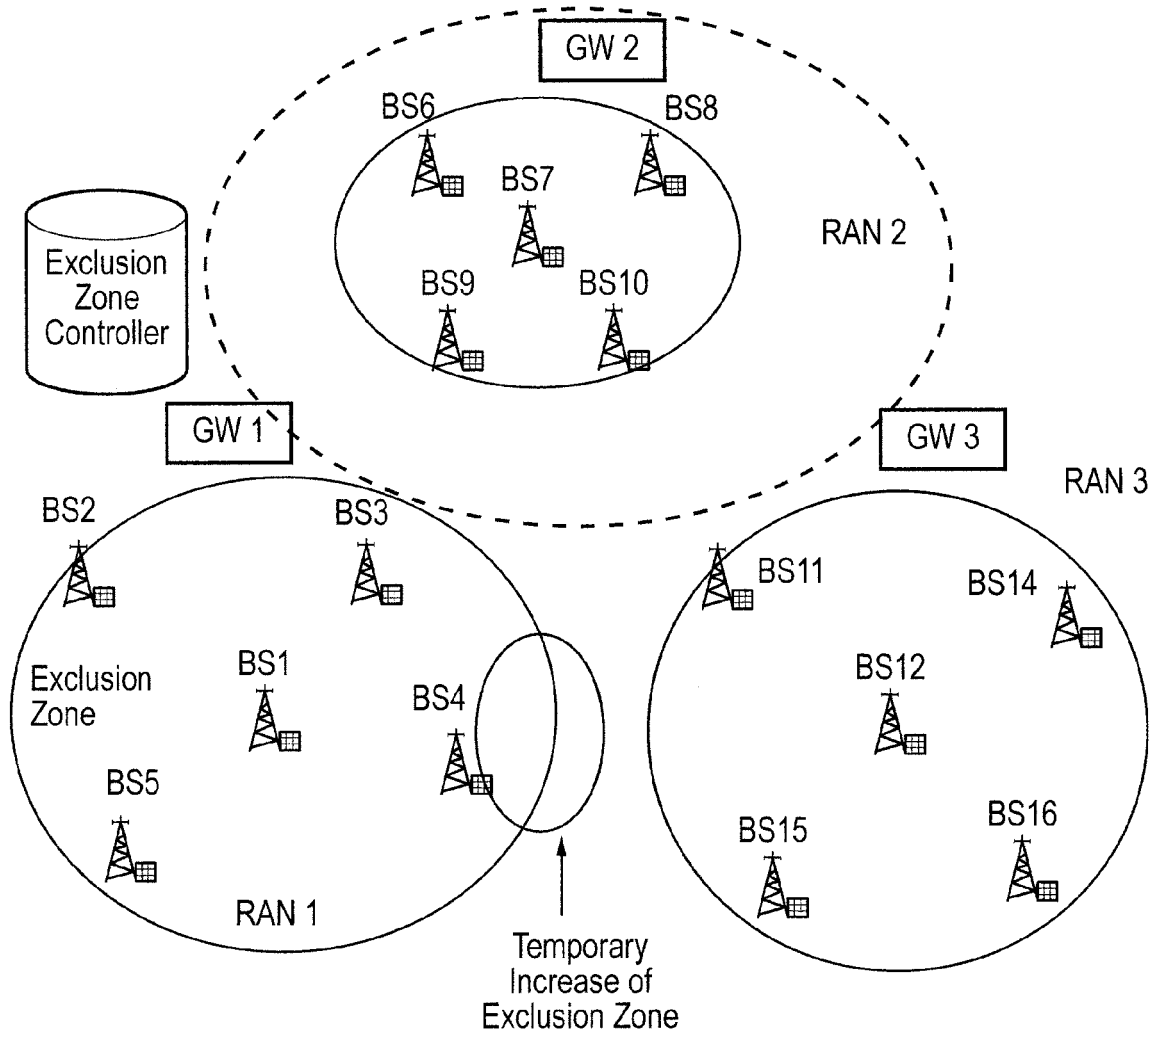 GW 2
BS6
BS8
BS7
RAN 2
Exclusion
Zone
Controller
BS9
BS10
GW 1
GW 3
RAN 3
BS2
BS3
BS11
BS14
Exclusion
Zone
BS1
BS4
BS12
BS5
BS15
BS16
RAN 1
Temporary
Increase of
Exclusion Zone